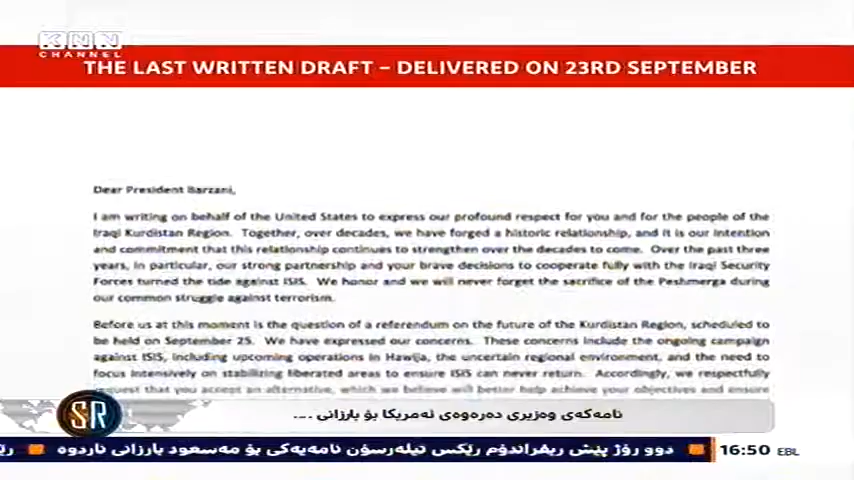 KNN
CHANNEL
THE LAST WRITTEN DRAFT – DELIVERED ON 23RD SEPTEMBER
Dear President Barzani,
I am writing on behalf of the United States to express our profound respect for you and for the people of the
Iraqi Kurdistan Region. Together, over decades, we have forged a historic relationship, and it is our intention
and commitment that this relationship continues to strengthen over the decades to come. Over the past three
years, in particular, our strong partnership and your brave decisions to cooperate fully with the Iraqi Security
Forces turned the tide against ISIS. We honor and we will never forget the sacrifice of the Peshmerga during
our common struggle against terrorism.
Before us at this moment is the question of a referendum on the future of the Kurdistan Region, scheduled to
be held on September 25. We have expressed our concerns. These concerns include the ongoing campaign
against ISIS, including upcoming operations in Hawija, the uncertain regional environment, and the need to
focus intensively on stabilizing liberated areas to ensure ISIS can never return. Accordingly, we respectfully
request that you accept an alternative, which we believe will better help achieve your objectives and ensure
SR
نامەکەی وەزیری دەرەوەی ئەمریکا بۆ بارزانی ....
دوو رۆژ پێش ریفراندۆم رێکس تیلەرسۆن نامەیەکی بۆ مەسعود بارزانی ناردوە
16:50 EBL